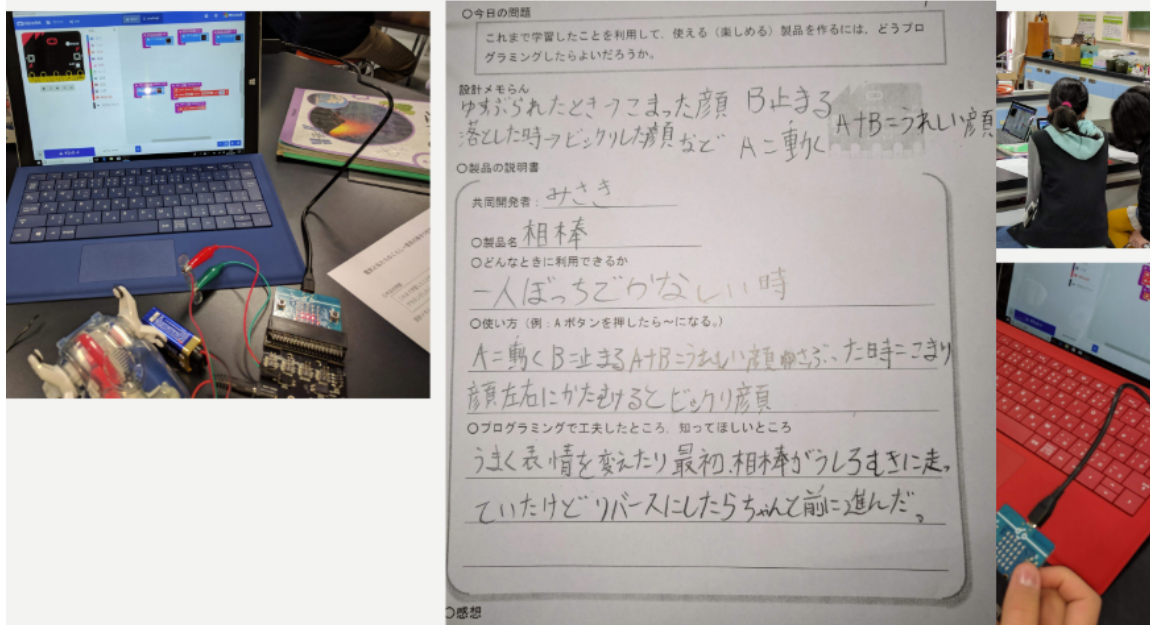 ○今日の問題
これまで学習したことを利用して、使える（楽しめる）製品を作るには、どうプロ
グラミングしたらよいだろうか。
設計メモらん
ゆすぶられたとき→こまった顔 B止まる
落とした時→ビックリした顔など A=動く
A+B=うれしい顔
○製品の説明書
共同開発者：みさき
○製品名 相棒
○どんなときに利用できるか
一人ぼっちでかなしい時
○使い方（例：Aボタンを押したら～になる。）
A=動くB=止まるA+B=うれしい顔ゆさぶった時=こまり
顔左右にかたむけるとビックリ顔
○プログラミングで工夫したところ、知ってほしいところ
うまく表情を変えたり最初、相棒がうしろむきに走っ
ていたけどリバースにしたらちゃんと前に進んだ。
○感想